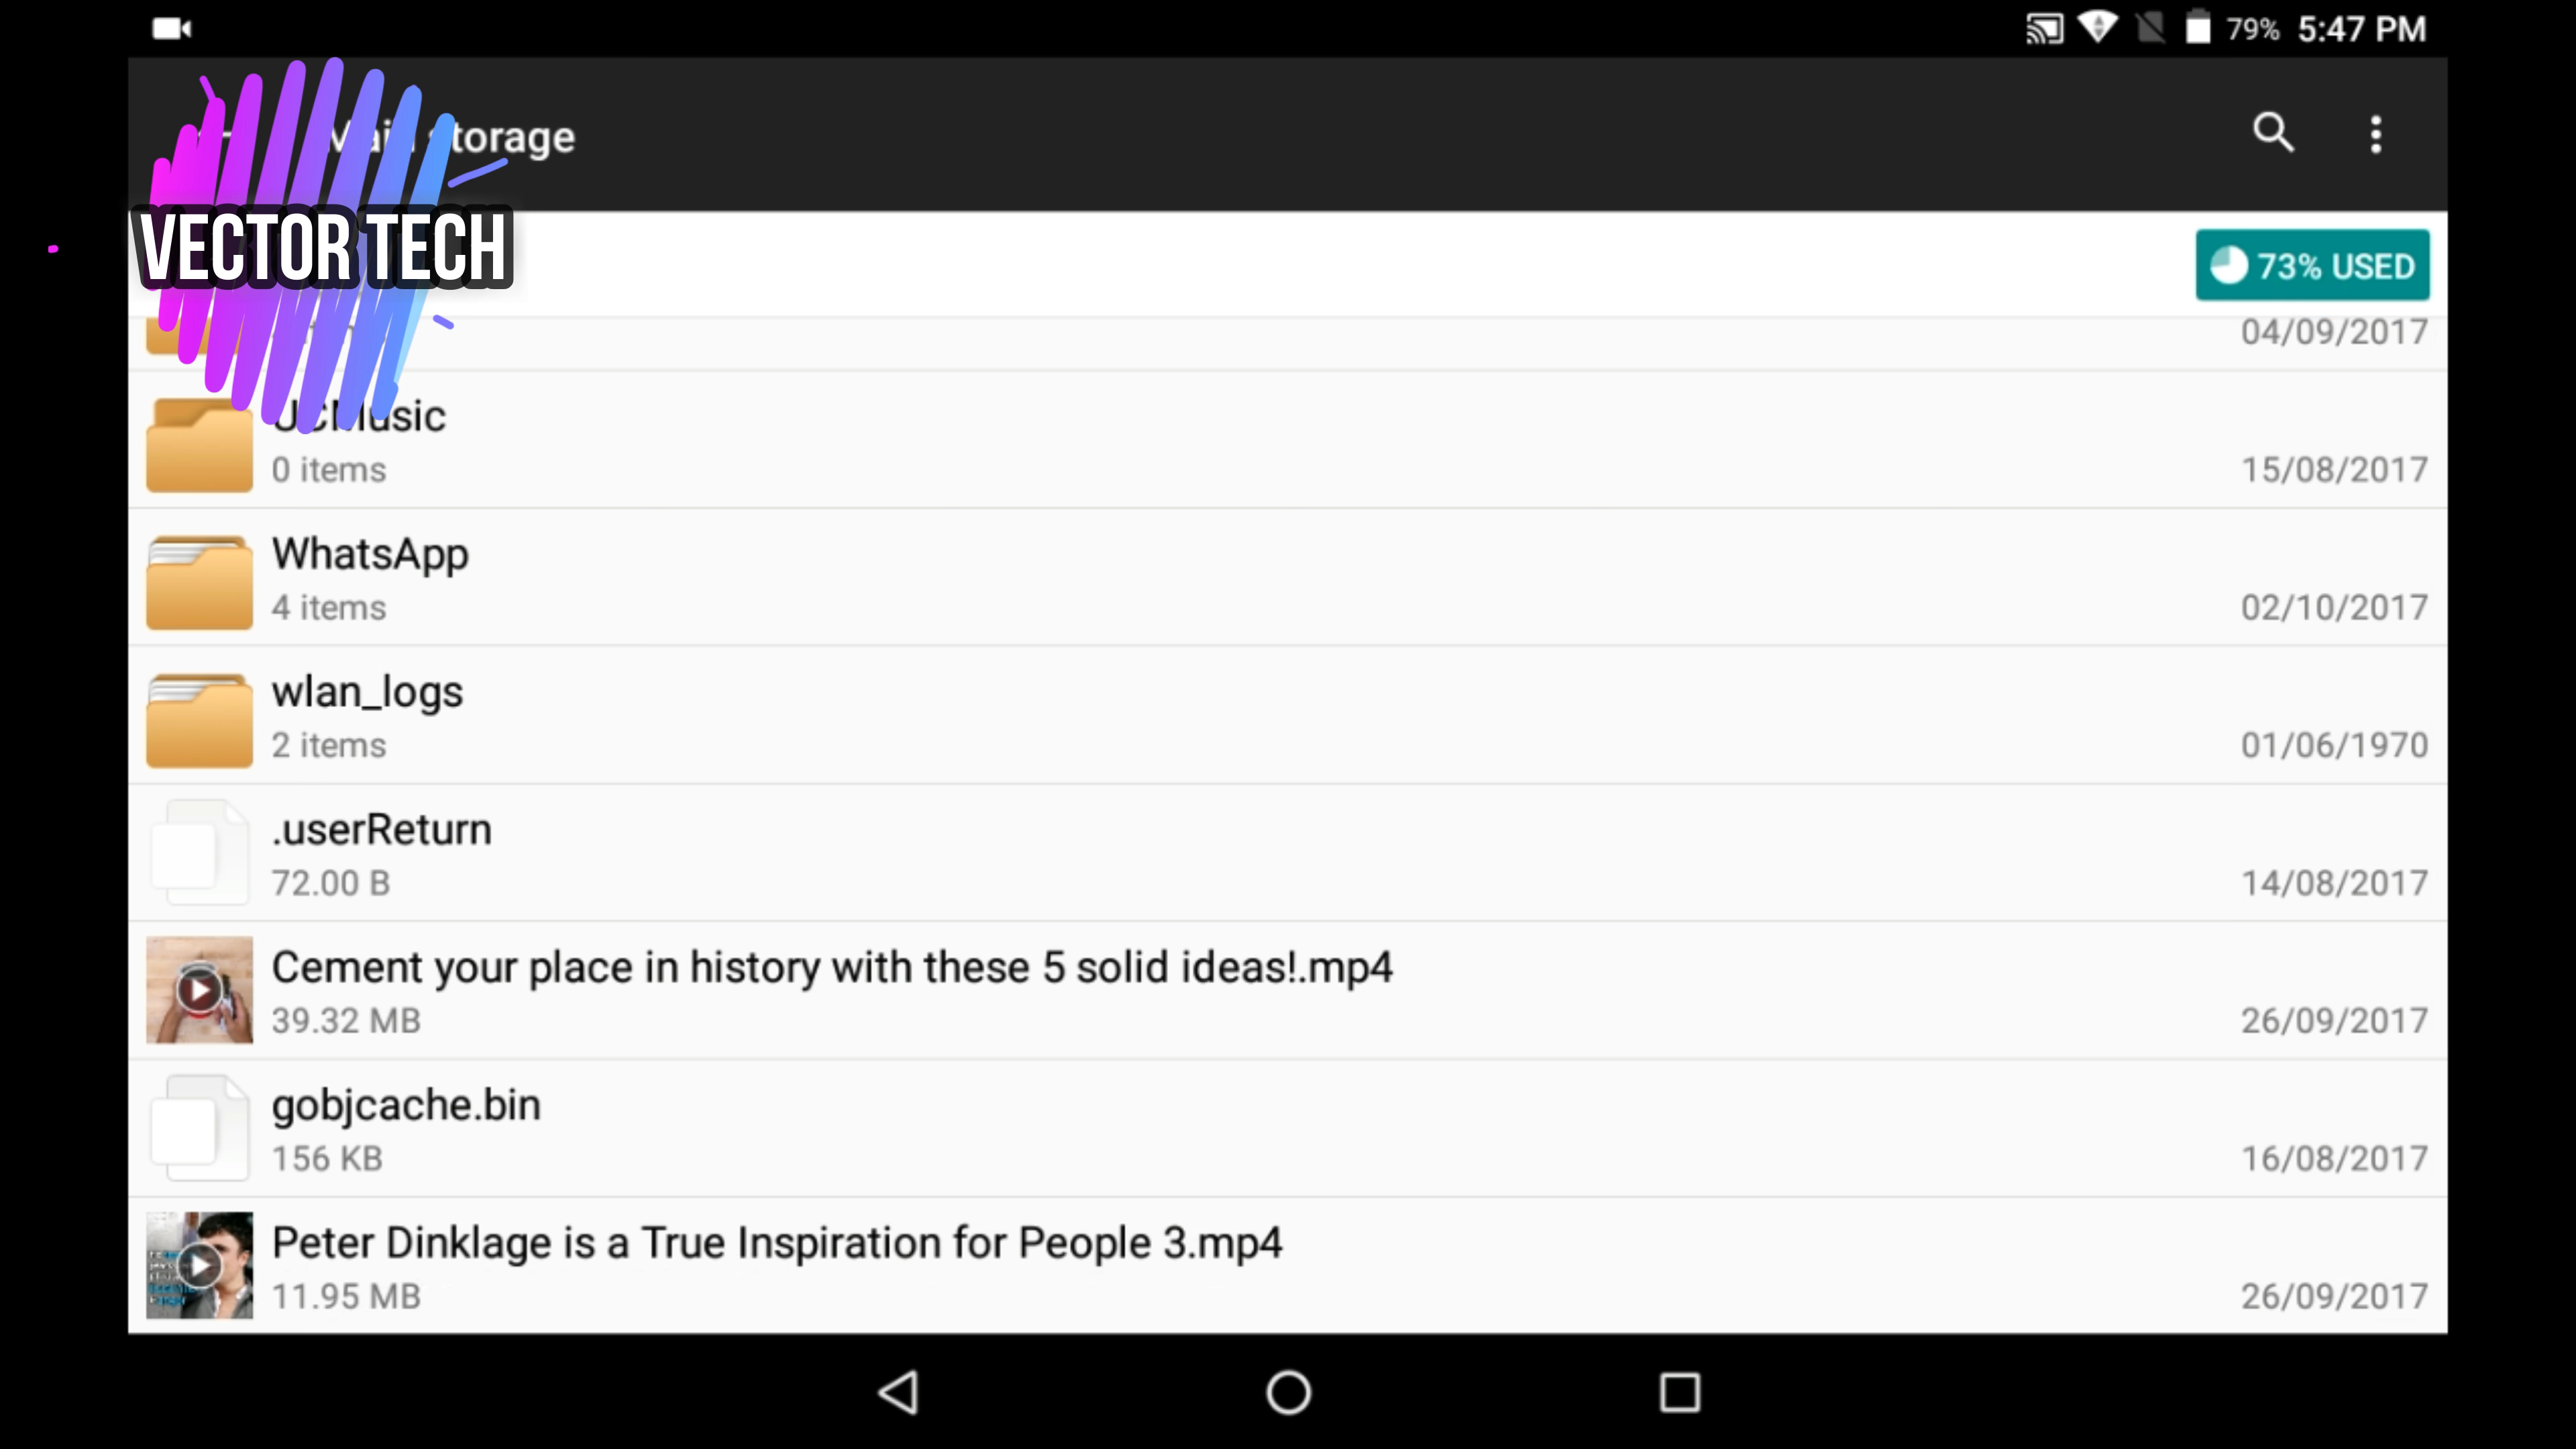 79% 5:47 PM
Main storage
VECTOR TECH
73% USED
04/09/2017
UCMusic
0 items
15/08/2017
WhatsApp
4 items
02/10/2017
wlan_logs
2 items
01/06/1970
.userReturn
72.00 B
14/08/2017
Cement your place in history with these 5 solid ideas!.mp4
39.32 MB
26/09/2017
gobjcache.bin
156 KB
16/08/2017
Peter Dinklage is a True Inspiration for People 3.mp4
11.95 MB
26/09/2017